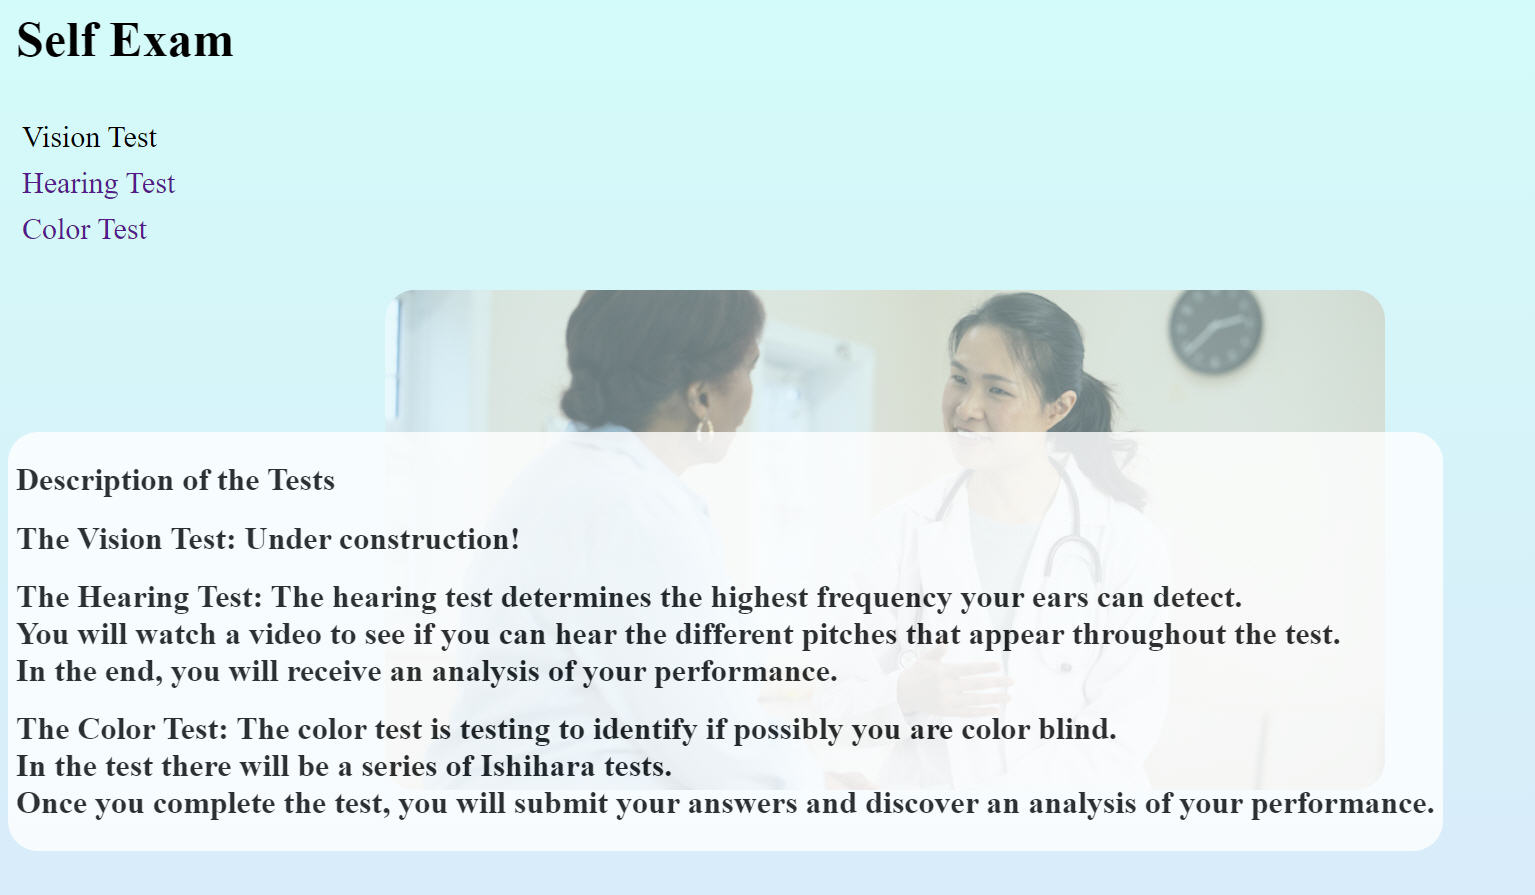 Self Exam
Vision Test
Hearing Test
Color Test
Description of the Tests
The Vision Test: Under construction!
The Hearing Test: The hearing test determines the highest frequency your ears can detect.
You will watch a video to see if you can hear the different pitches that appear throughout the test.
In the end, you will receive an analysis of your performance.
The Color Test: The color test is testing to identify if possibly you are color blind.
In the test there will be a series of Ishihara tests.
Once you complete the test, you will submit your answers and discover an analysis of your performance.